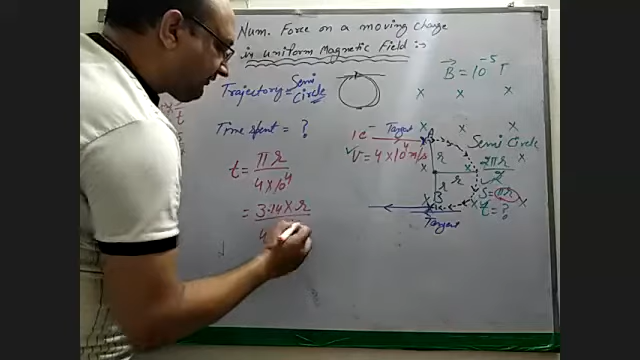 Num. Force on a moving charge
in uniform Magnetic Field :-
B = 10⁻⁵ T
Trajectory = Semi
Circle
Time spent = ?
1e⁻ Tangent A
V = 4×10⁴ m/s
Semi Circle
2πr
2
S = πr
t = ?
r
r
r
B
Tangent
t = πr
4×10⁴
= 3.14 × r
4